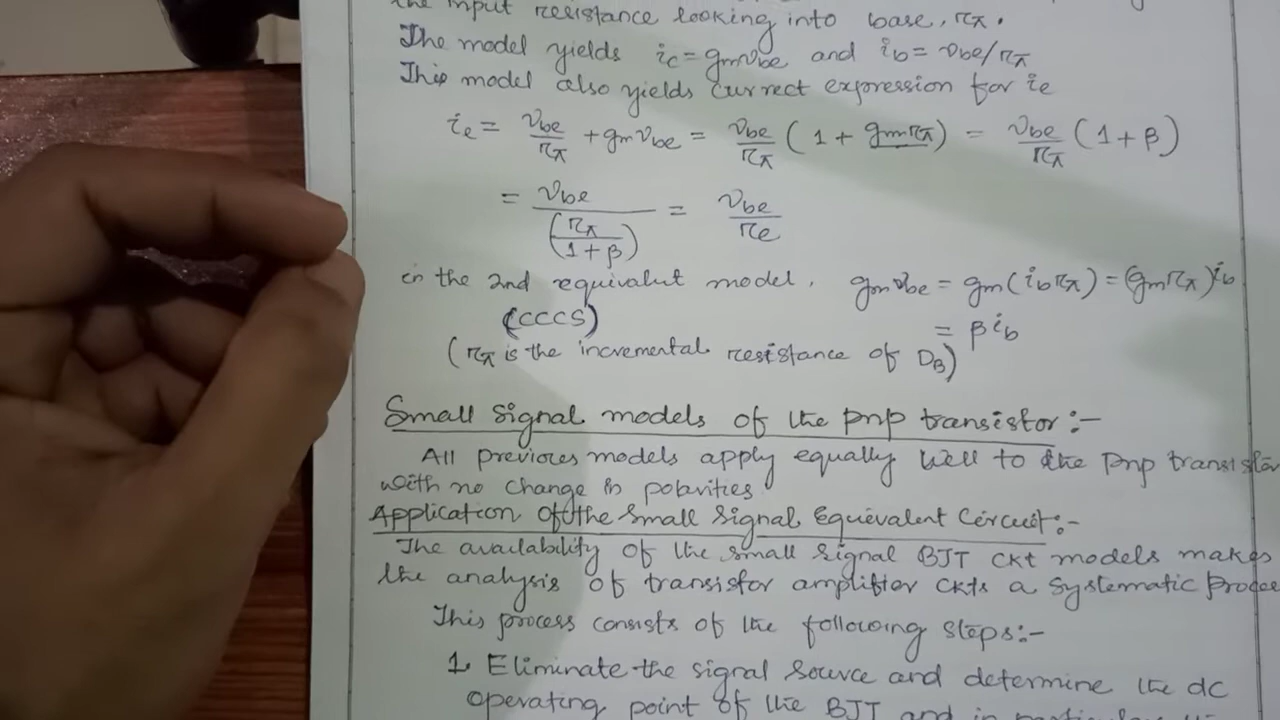 the input resistance looking into base, rπ.
The model yields ic = gmvbe and ib = vbe/rπ
This model also yields currect expression for ie
ie = vbe/rπ + gmvbe = vbe/rπ (1 + gmrπ) = vbe/rπ (1 + β)
= vbe/(rπ/(1+β)) = vbe/re
in the 2nd equivalent model, gmvbe = gm(ibrπ) = (gmrπ)ib
(CCCS) = βib
(rπ is the incremental resistance of DB)
Small signal models of the pnp transistor:-
All previous models apply equally well to the pnp transistor
with no change in polarities
Application of the Small Signal Equivalent Circuit:-
The availability of the small signal BJT ckt models makes
the analysis of transistor amplifier ckts a systematic
This process consists of the following steps:-
1. Eliminate the signal source and determine the dc
operating point of the BJT and in particular the